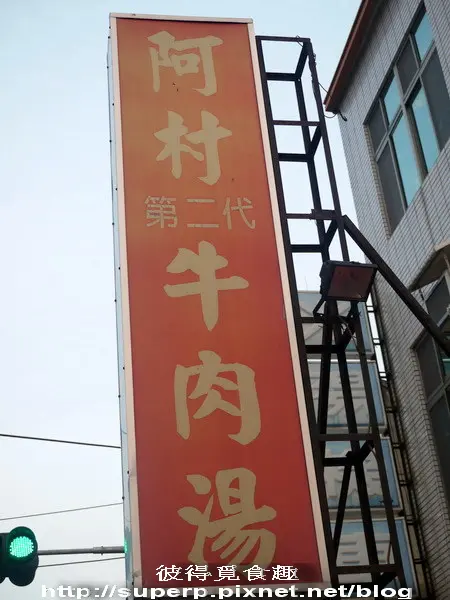 阿村
第二代
牛肉湯
彼得覓食趣
http://superp.pixnet.net/blog